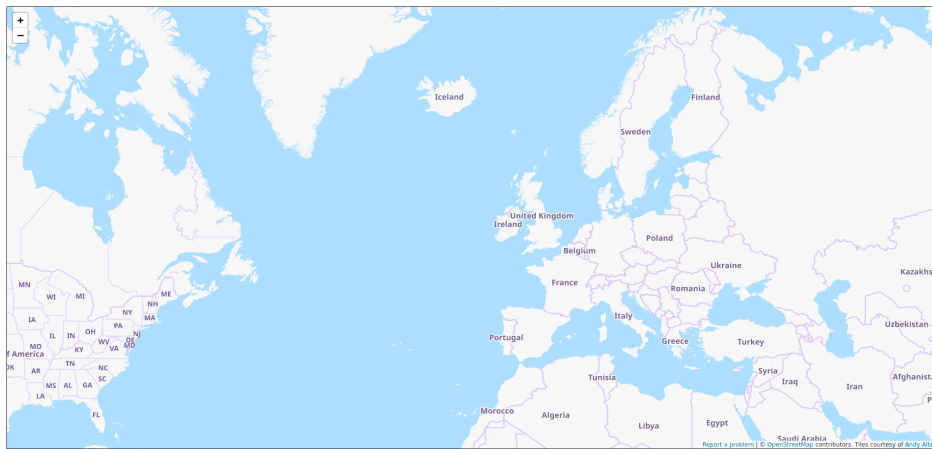 +
−
Iceland
Finland
Sweden
United Kingdom
Ireland
Poland
Belgium
Ukraine
Kazakhs
France
Romania
MN
WI
MI
ME
NH
NY
MA
IA
PA
Italy
Uzbekistan
OH
NJ
IL
IN
Portugal
Greece
Turkey
WV
DE
MD
MO
KY
VA
f America
TN
NC
OK
AR
SC
Syria
Iraq
Iran
Afghanista
Tunisia
MS
AL
GA
LA
P
FL
Morocco
Algeria
Libya
Egypt
Saudi Arabia
Report a problem | © OpenStreetMap contributors. Tiles courtesy of Andy Alla